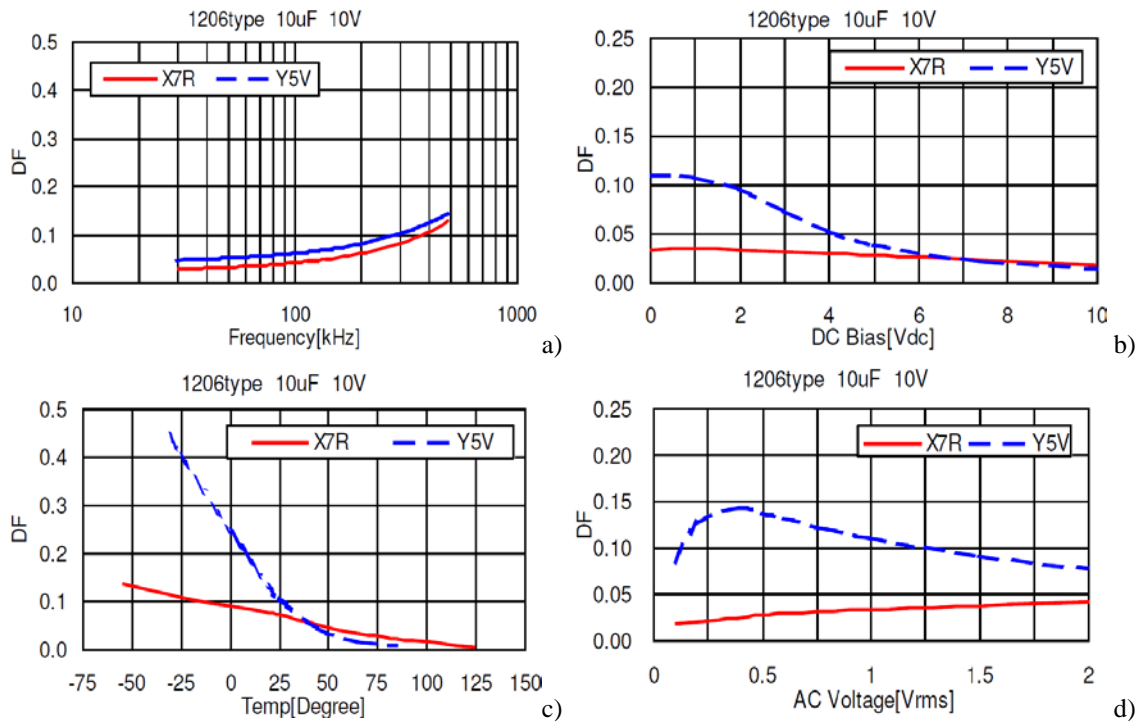 1206type 10uF 10V
0.5
X7R Y5V
0.4
0.3
DF
0.2
0.1
0.0
10 100 1000
Frequency[kHz]
a)
1206type 10uF 10V
0.25
X7R
Y5V
0.20
0.15
DF
0.10
0.05
0.00
0 2 4 6 8 10
DC Bias[Vdc]
b)
1206type 10uF 10V
0.5
X7R Y5V
0.4
0.3
DF
0.2
0.1
0.0
-75 -50 -25 0 25 50 75 100 125 150
Temp[Degree]
c)
1206type 10uF 10V
0.25
X7R
Y5V
0.20
0.15
DF
0.10
0.05
0.00
0 0.5 1 1.5 2
AC Voltage[Vrms]
d)